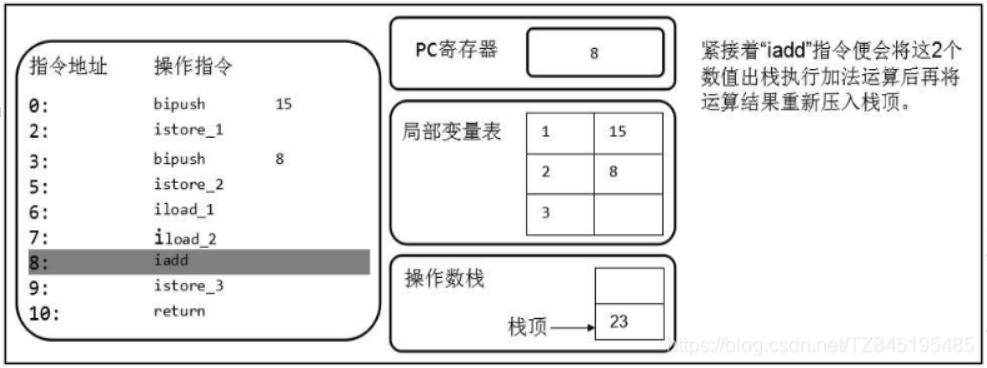 指令地址 操作指令
0: bipush 15
2: istore_1
3: bipush 8
5: istore_2
6: iload_1
7: iload_2
8: iadd
9: istore_3
10: return
PC寄存器 8
局部变量表
1 15
2 8
3
操作数栈
栈顶 23
紧接着“iadd”指令便会将这2个
数值出栈执行加法运算后再将
运算结果重新压入栈顶。
https://blog.csdn.net/TZ845195485